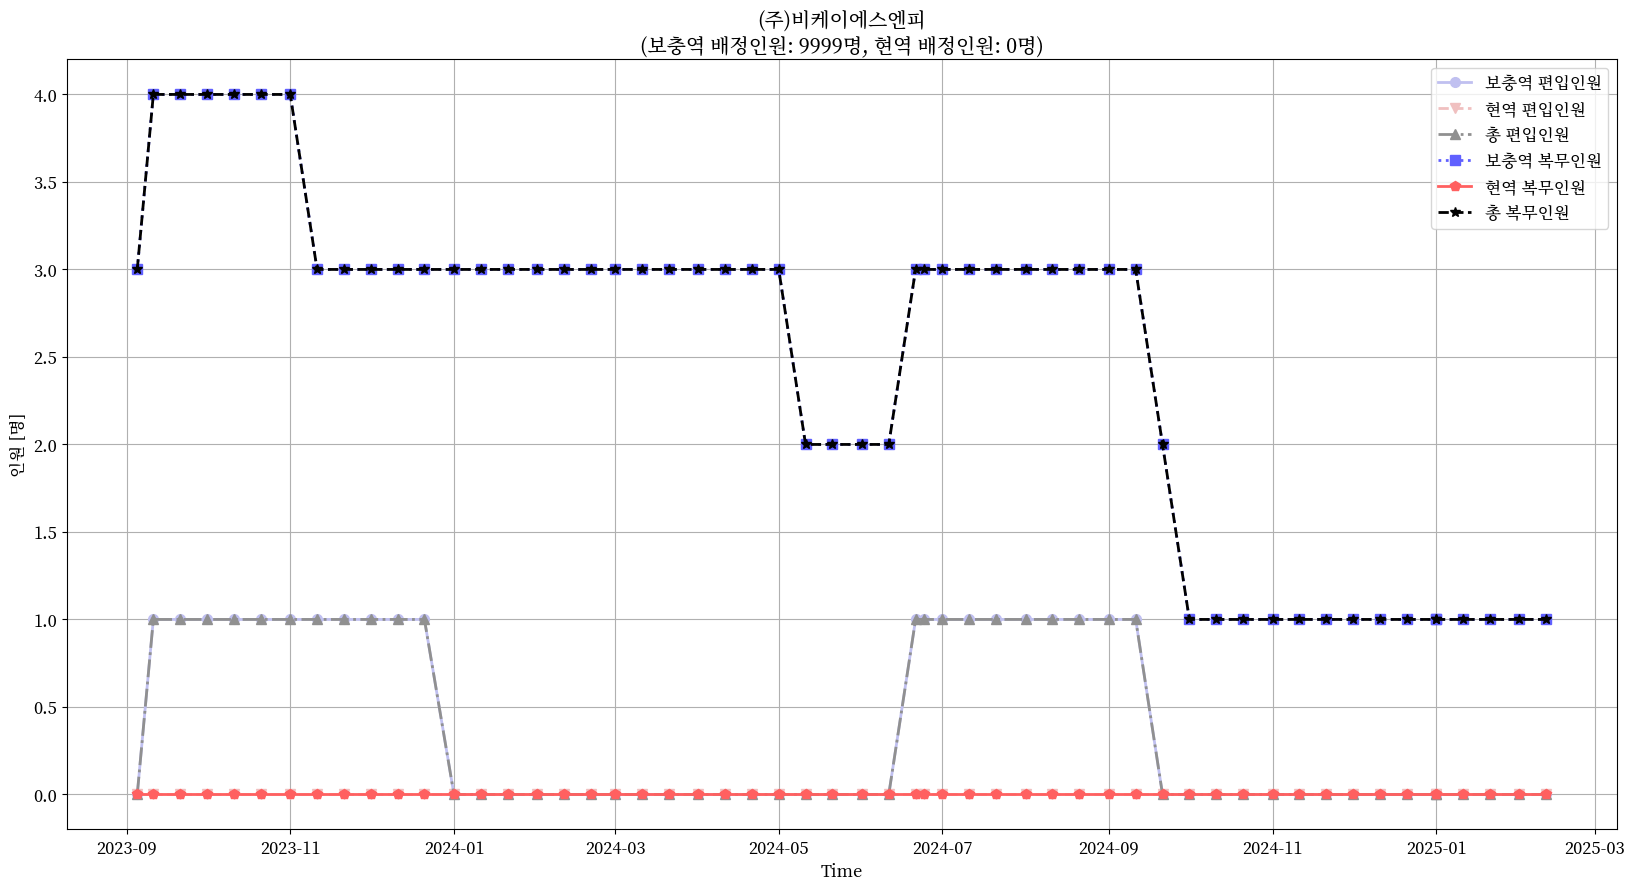 (주)비케이에스엔피
(보충역 배정인원: 9999명, 현역 배정인원: 0명)
보충역 편입인원
현역 편입인원
총 편입인원
보충역 복무인원
현역 복무인원
총 복무인원
인원 [명]
4.0
3.5
3.0
2.5
2.0
1.5
1.0
0.5
0.0
2023-09
2023-11
2024-01
2024-03
2024-05
2024-07
2024-09
2024-11
2025-01
2025-03
Time